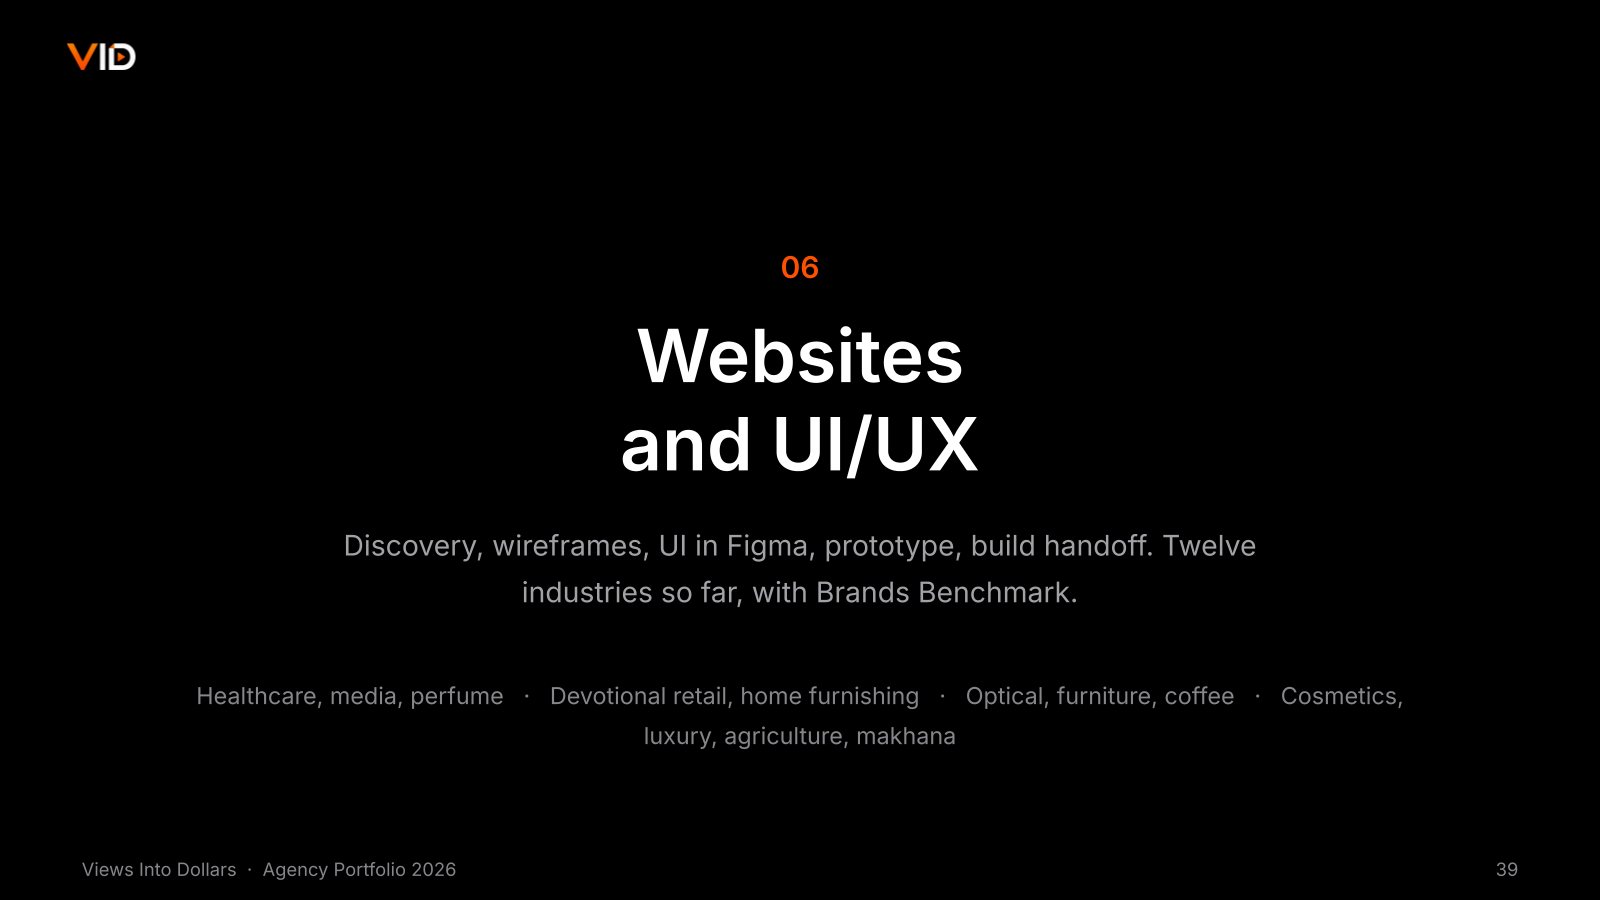 VID
06
Websites
and UI/UX
Discovery, wireframes, UI in Figma, prototype, build handoff. Twelve
industries so far, with Brands Benchmark.
Healthcare, media, perfume · Devotional retail, home furnishing · Optical, furniture, coffee · Cosmetics,
luxury, agriculture, makhana
Views Into Dollars · Agency Portfolio 2026
39